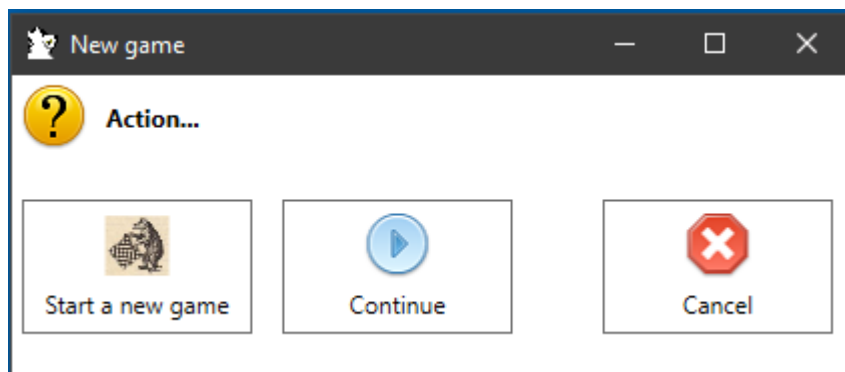 New game
Action...
Start a new game
Continue
Cancel